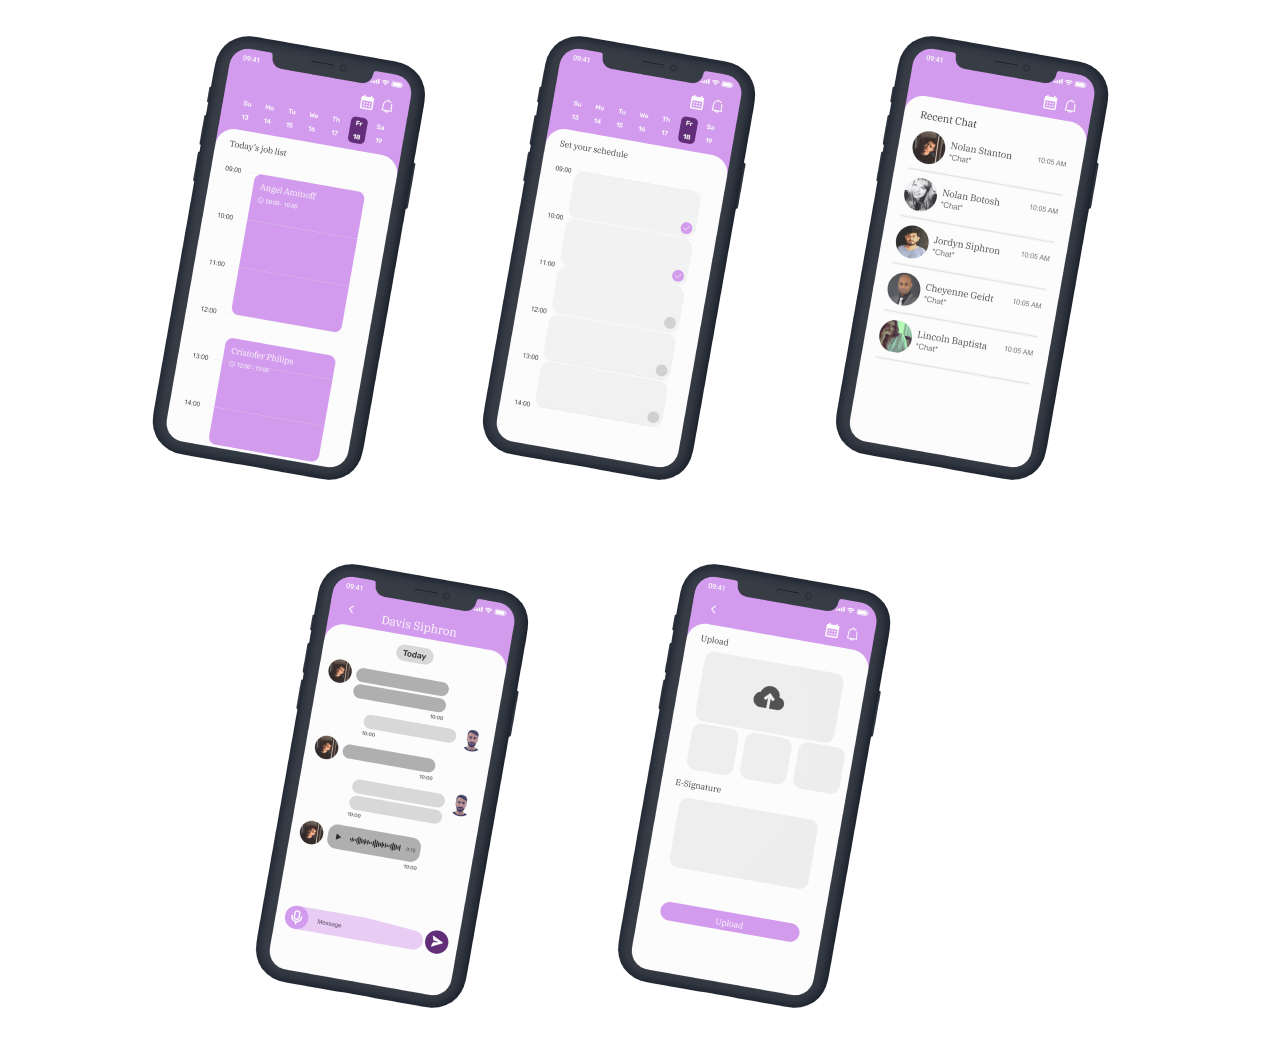 09:41
Su Mo Tu We Th Fr Sa
13 14 15 16 17 18 19
Today's job list
09:00
Angel Aminoff
09:00 - 10:00
10:00
11:00
12:00
Cristofer Philips
13:00
12:00 - 13:00
14:00
09:41
Su Mo Tu We Th Fr Sa
13 14 15 16 17 18 19
Set your schedule
09:00
10:00
11:00
12:00
13:00
14:00
09:41
Recent Chat
Nolan Stanton
"Chat"
10:05 AM
Nolan Botosh
"Chat"
10:05 AM
Jordyn Siphron
"Chat"
10:05 AM
Cheyenne Geidt
"Chat"
10:05 AM
Lincoln Baptista
"Chat"
10:05 AM
09:41
Davis Siphron
Today
10:00
10:00
10:00
10:00
0:15
10:00
Message
09:41
Upload
E-Signature
Upload